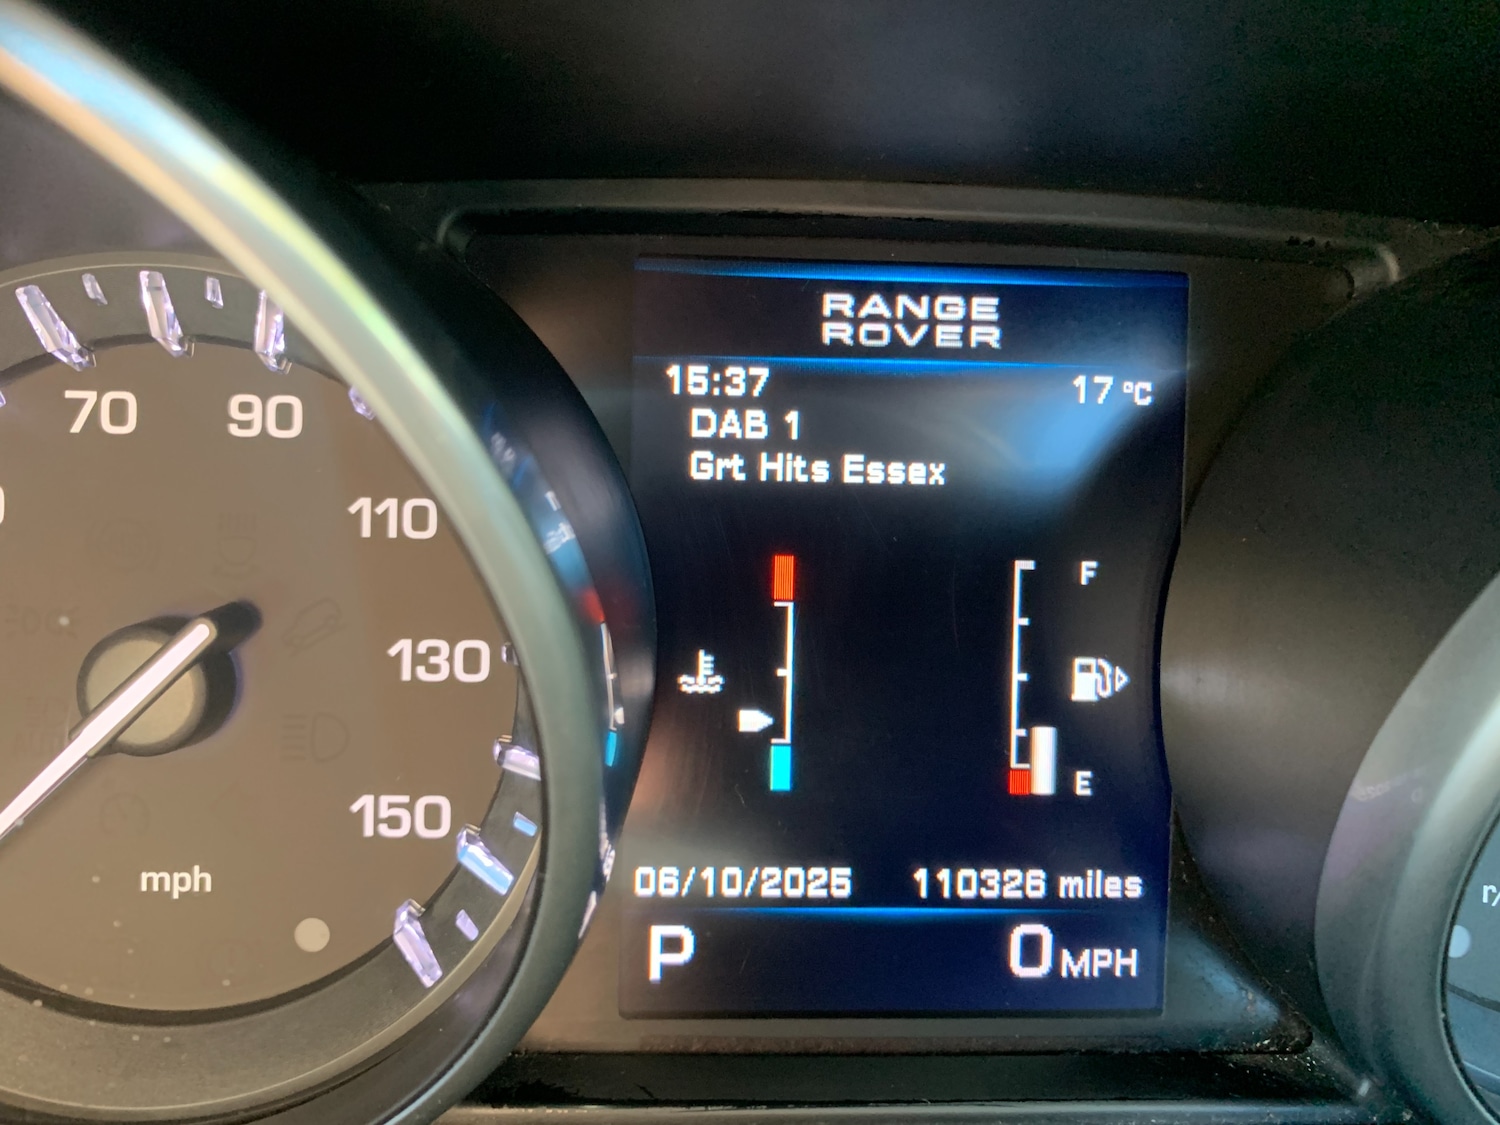 RANGE
ROVER
15:37
17 °C
DAB 1
Grt Hits Essex
F
E
06/10/2025
110326 miles
P
0 MPH
70
90
110
130
150
mph